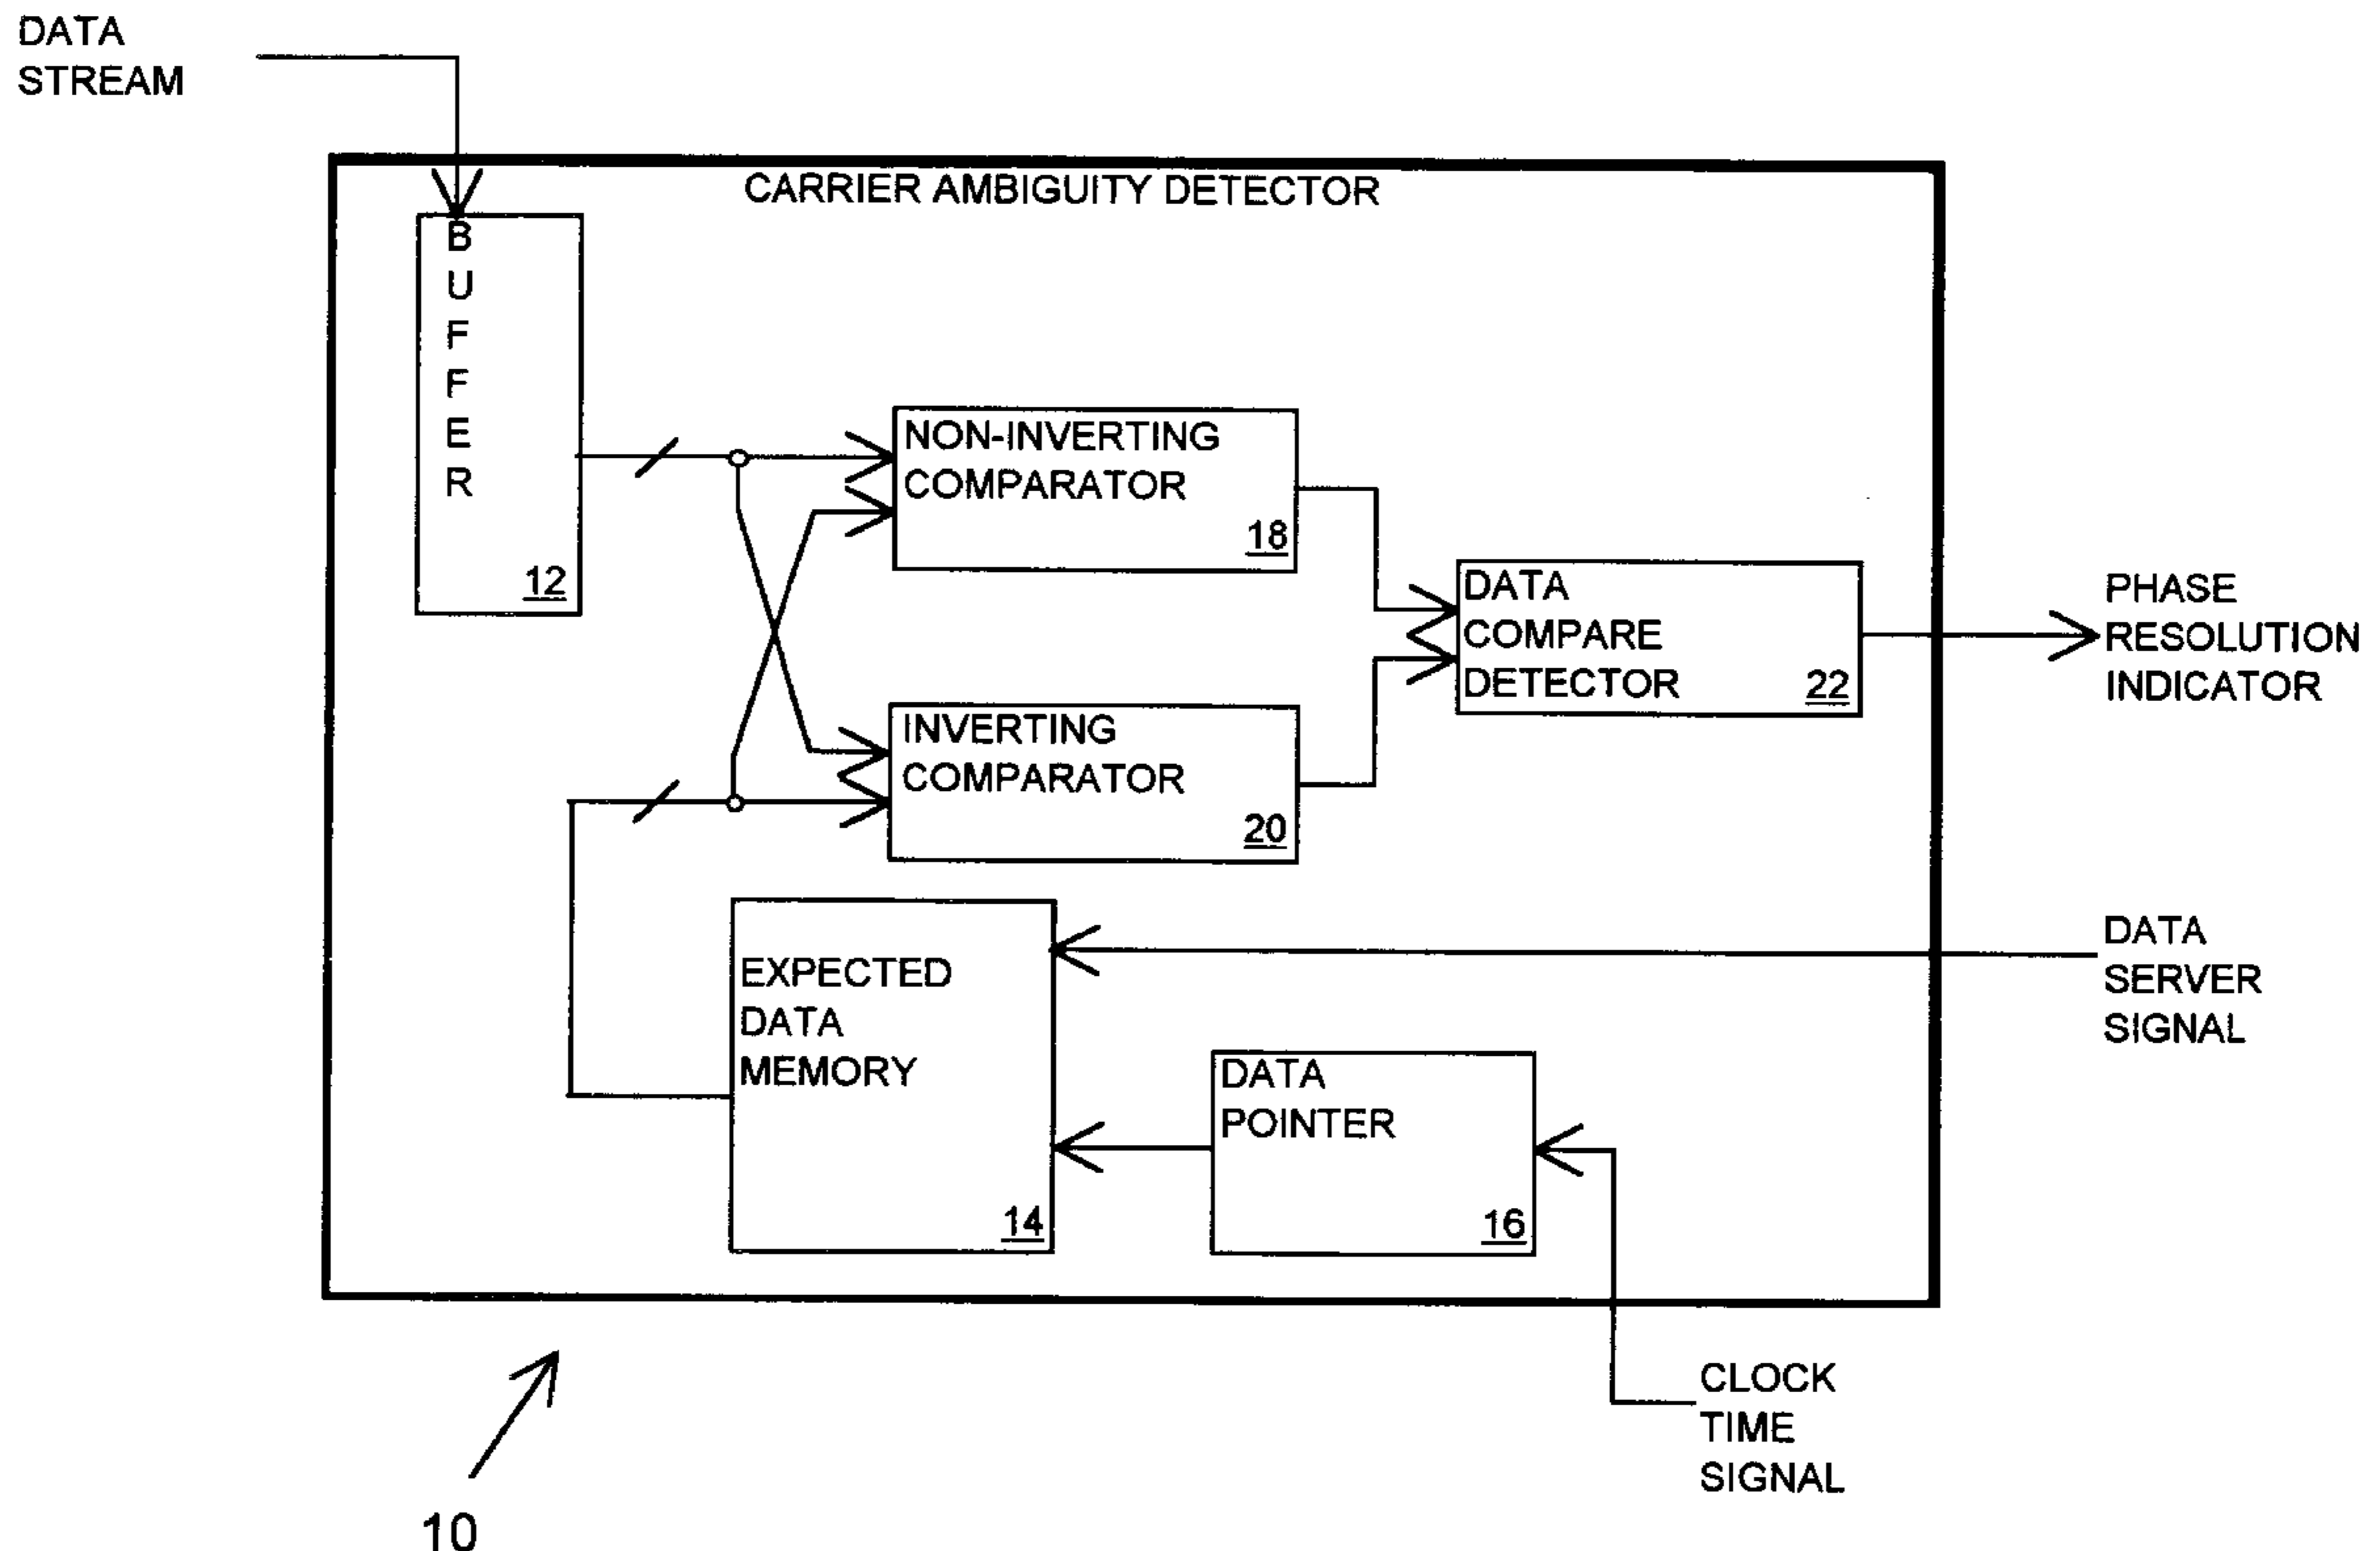 DATA
STREAM
CARRIER AMBIGUITY DETECTOR
B
U
F
F
E
R
12
NON-INVERTING
COMPARATOR
18
DATA
COMPARE
DETECTOR
22
PHASE
RESOLUTION
INDICATOR
INVERTING
COMPARATOR
20
EXPECTED
DATA
MEMORY
14
DATA
SERVER
SIGNAL
DATA
POINTER
16
CLOCK
TIME
SIGNAL
10